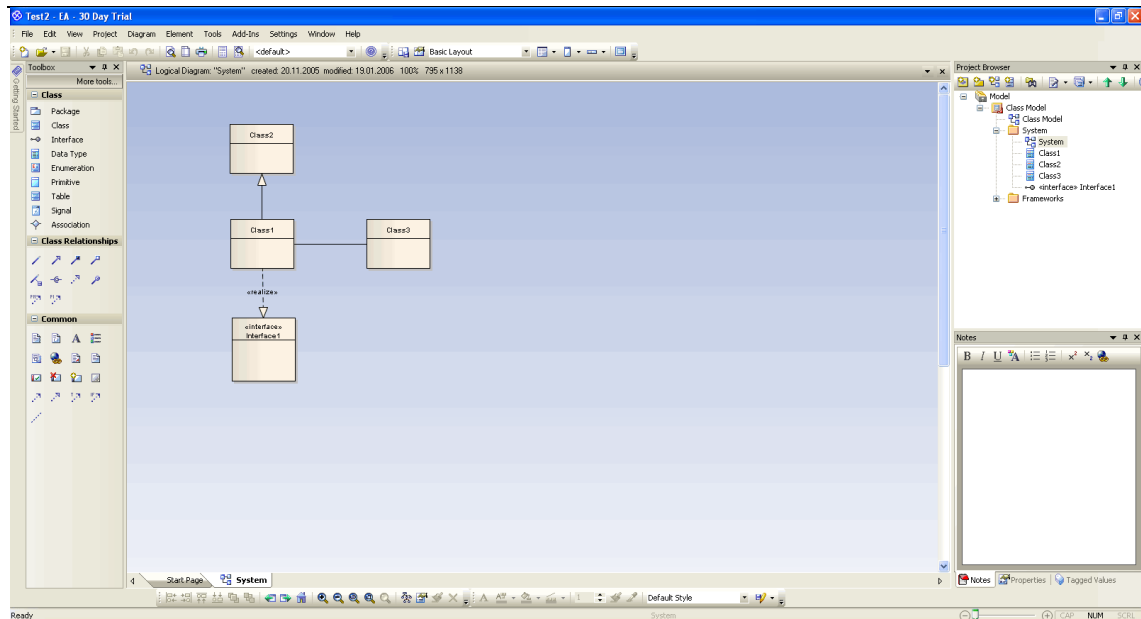 Test2 - EA - 30 Day Trial
File Edit View Project Diagram Element Tools Add-Ins Settings Window Help
<default>
Basic Layout
Getting Started
Toolbox
More tools...
Class
Package
Class
Interface
Data Type
Enumeration
Primitive
Table
Signal
Association
Class Relationships
Common
Logical Diagram: "System" created: 20.11.2005 modified: 19.01.2006 100% 795 x 1138
Class2
Class1
Class3
«realize»
«interface»
Interface1
Start Page
System
Project Browser
Model
Class Model
Class Model
System
System
Class1
Class2
Class3
«interface» Interface1
Frameworks
Notes
B I U A
Notes Properties Tagged Values
Default Style
Ready
System
CAP NUM SCRL